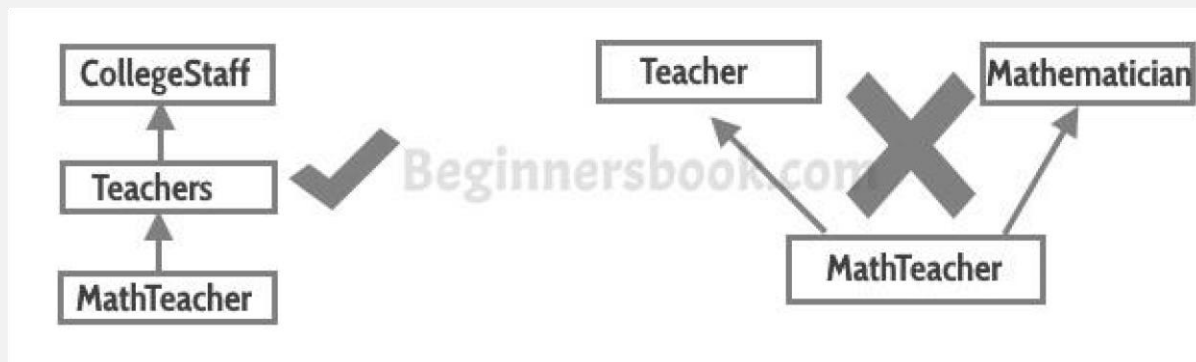 CollegeStaff
Teachers
MathTeacher
Beginnersbook.com
Teacher
Mathematician
MathTeacher